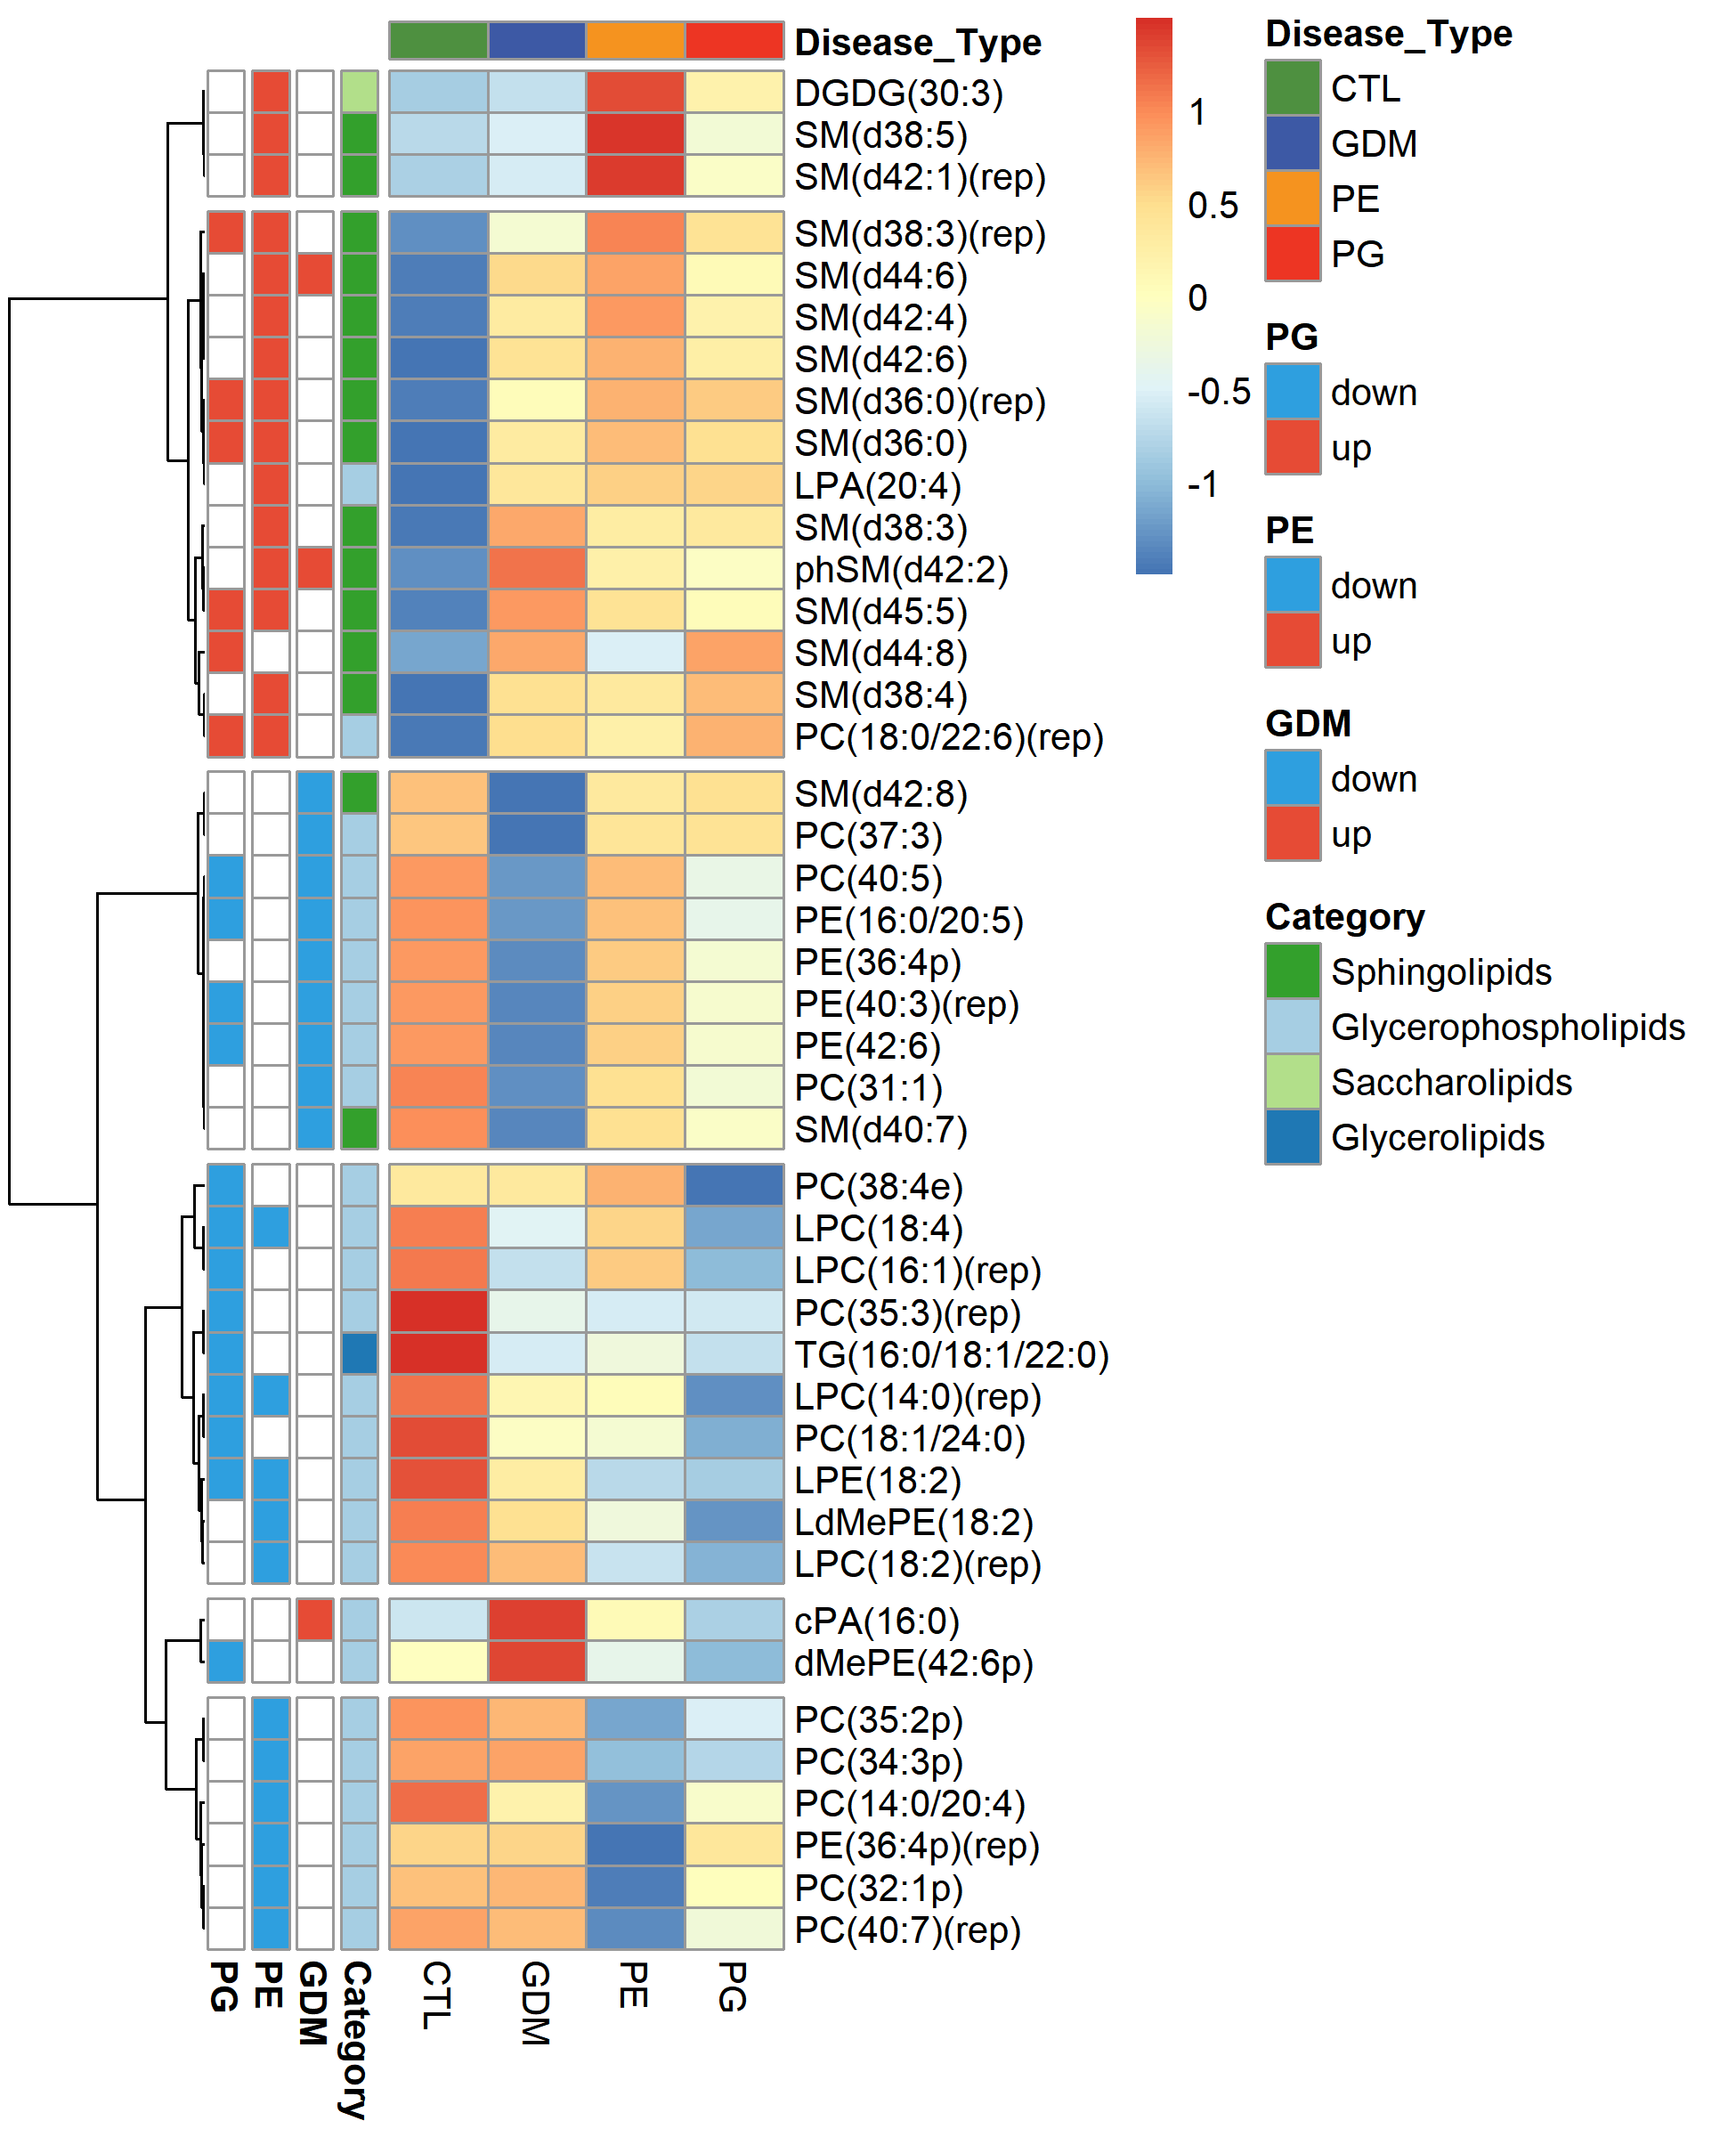 Disease_Type
DGDG(30:3)
SM(d38:5)
SM(d42:1)(rep)
SM(d38:3)(rep)
SM(d44:6)
SM(d42:4)
SM(d42:6)
SM(d36:0)(rep)
SM(d36:0)
LPA(20:4)
SM(d38:3)
phSM(d42:2)
SM(d45:5)
SM(d44:8)
SM(d38:4)
PC(18:0/22:6)(rep)
SM(d42:8)
PC(37:3)
PC(40:5)
PE(16:0/20:5)
PE(36:4p)
PE(40:3)(rep)
PE(42:6)
PC(31:1)
SM(d40:7)
PC(38:4e)
LPC(18:4)
LPC(16:1)(rep)
PC(35:3)(rep)
TG(16:0/18:1/22:0)
LPC(14:0)(rep)
PC(18:1/24:0)
LPE(18:2)
LdMePE(18:2)
LPC(18:2)(rep)
cPA(16:0)
dMePE(42:6p)
PC(35:2p)
PC(34:3p)
PC(14:0/20:4)
PE(36:4p)(rep)
PC(32:1p)
PC(40:7)(rep)
PG
PE
GDM
Category
CTL
GDM
PE
PG
1
0.5
0
-0.5
-1
Disease_Type
CTL
GDM
PE
PG
PG
down
up
PE
down
up
GDM
down
up
Category
Sphingolipids
Glycerophospholipids
Saccharolipids
Glycerolipids